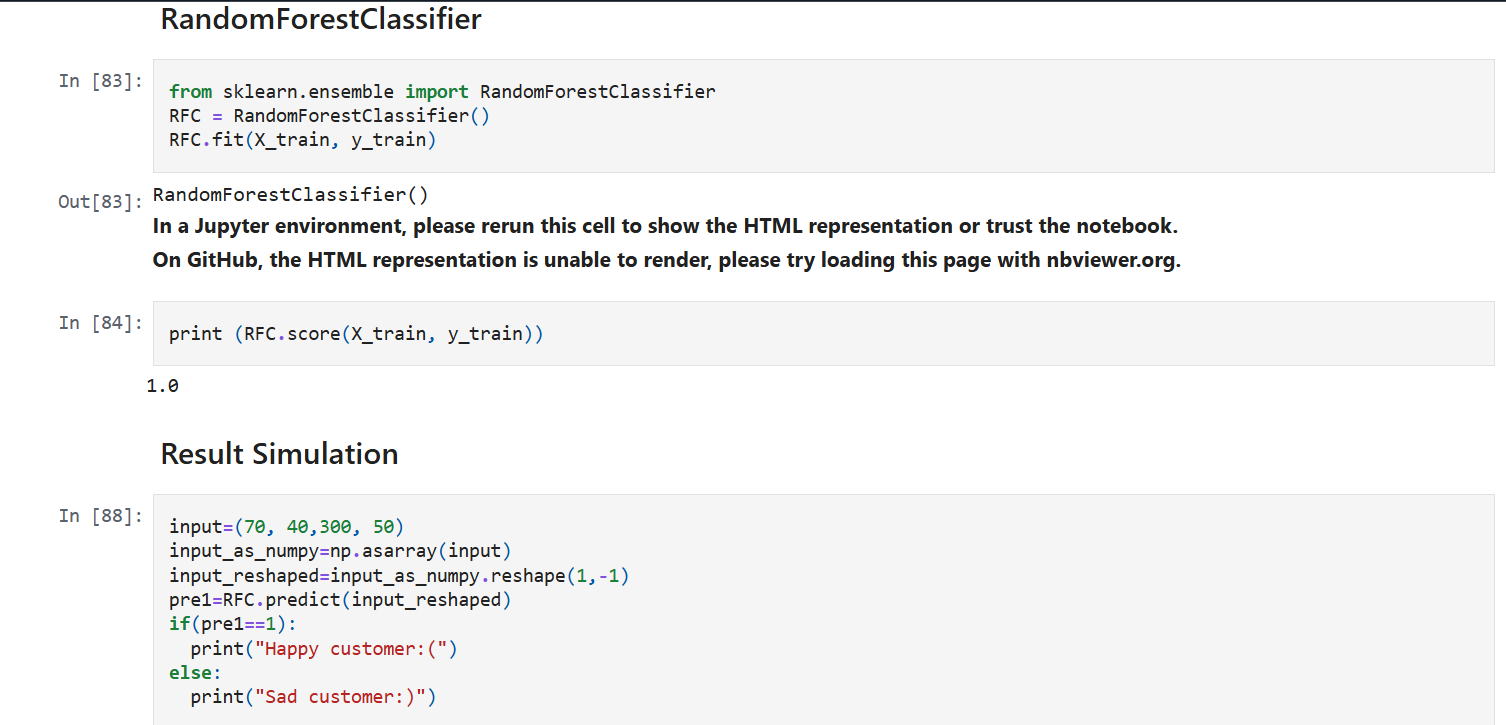 RandomForestClassifier
In [83]:
from sklearn.ensemble import RandomForestClassifier
RFC = RandomForestClassifier()
RFC.fit(X_train, y_train)
Out[83]:
RandomForestClassifier()
In a Jupyter environment, please rerun this cell to show the HTML representation or trust the notebook.
On GitHub, the HTML representation is unable to render, please try loading this page with nbviewer.org.
In [84]:
print (RFC.score(X_train, y_train))
1.0
Result Simulation
In [88]:
input=(70, 40,300, 50)
input_as_numpy=np.asarray(input)
input_reshaped=input_as_numpy.reshape(1,-1)
pre1=RFC.predict(input_reshaped)
if(pre1==1):
  print("Happy customer:(")
else:
  print("Sad customer:)")